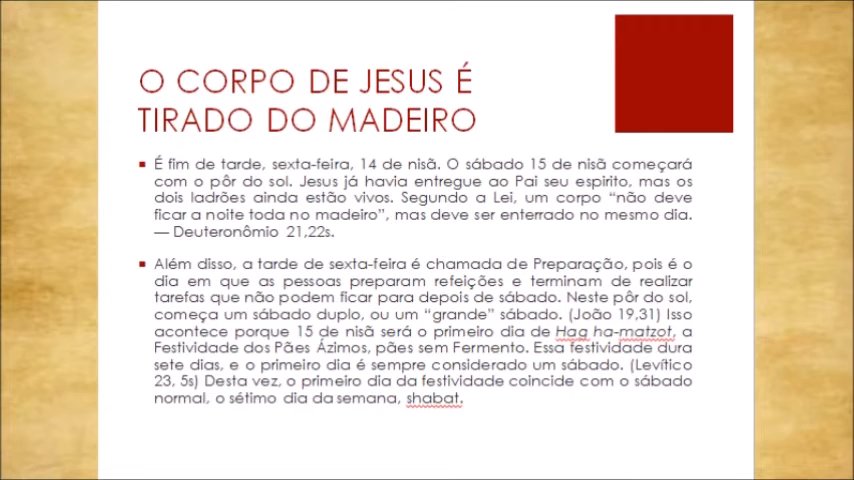 O CORPO DE JESUS É
TIRADO DO MADEIRO
É fim de tarde, sexta-feira, 14 de nisã. O sábado 15 de nisã começará
com o pôr do sol. Jesus já havia entregue ao Pai seu espirito, mas os
dois ladrões ainda estão vivos. Segundo a Lei, um corpo “não deve
ficar a noite toda no madeiro”, mas deve ser enterrado no mesmo dia.
— Deuteronômio 21,22s.
Além disso, a tarde de sexta-feira é chamada de Preparação, pois é o
dia em que as pessoas preparam refeições e terminam de realizar
tarefas que não podem ficar para depois de sábado. Neste pôr do sol,
começa um sábado duplo, ou um “grande” sábado. (João 19,31) Isso
acontece porque 15 de nisã será o primeiro dia de Hag ha-matzot, a
Festividade dos Pães Ázimos, pães sem Fermento. Essa festividade dura
sete dias, e o primeiro dia é sempre considerado um sábado. (Levítico
23, 5s) Desta vez, o primeiro dia da festividade coincide com o sábado
normal, o sétimo dia da semana, shabat.